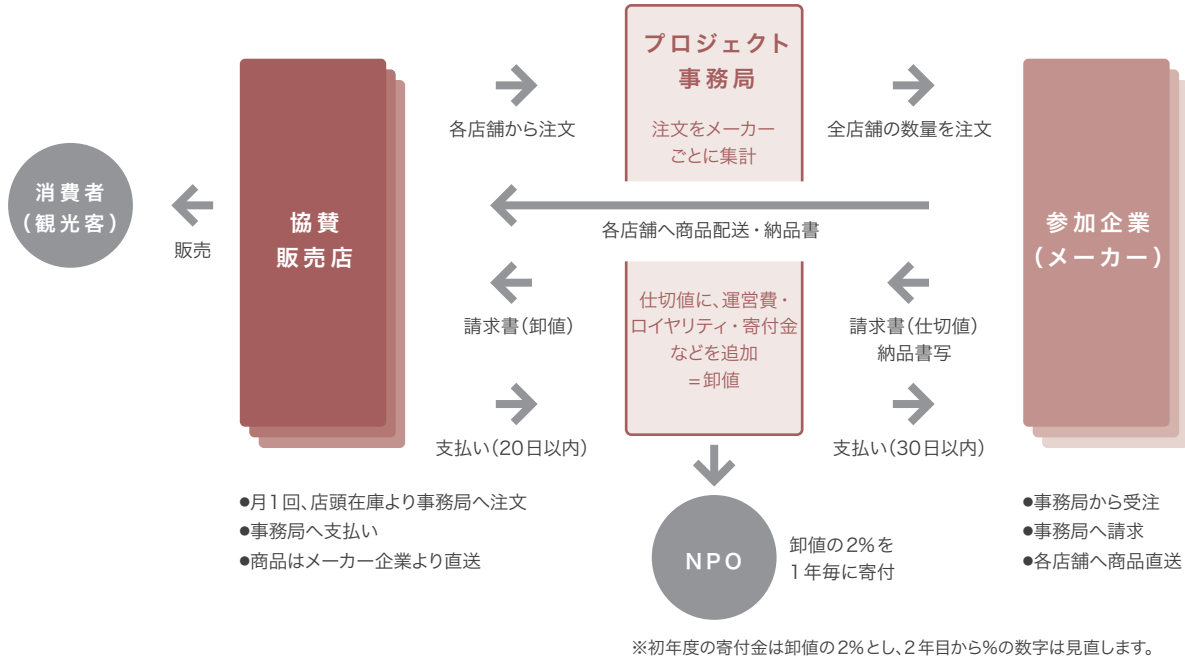 プロジェクト
事務局
注文をメーカー
ごとに集計
各店舗から注文
全店舗の数量を注文
消費者
(観光客)
販売
協賛
販売店
各店舗へ商品配送・納品書
参加企業
(メーカー)
請求書(卸値)
仕切値に、運営費・
ロイヤリティ・寄付金
などを追加
=卸値
請求書(仕切値)
納品書写
支払い(20日以内)
支払い(30日以内)
●月1回、店頭在庫より事務局へ注文
●事務局へ支払い
●商品はメーカー企業より直送
NPO
卸値の2%を
1年毎に寄付
●事務局から受注
●事務局へ請求
●各店舗へ商品直送
※初年度の寄付金は卸値の2%とし、2年目から%の数字は見直します。